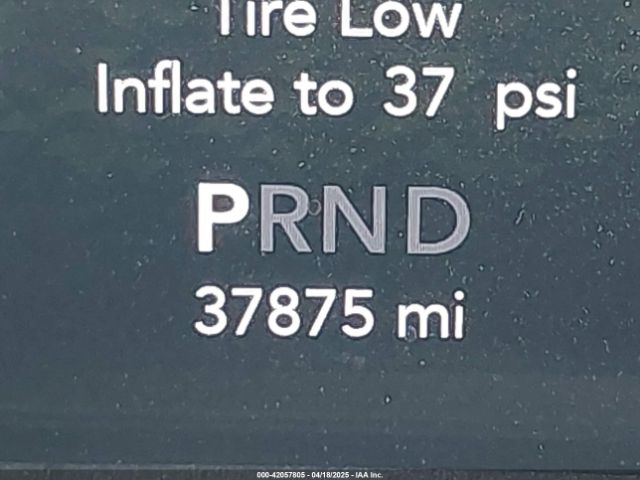 Tire Low
Inflate to 37 psi
PRND
37875 mi
000-42057805 - 04/18/2025 - IAA Inc.